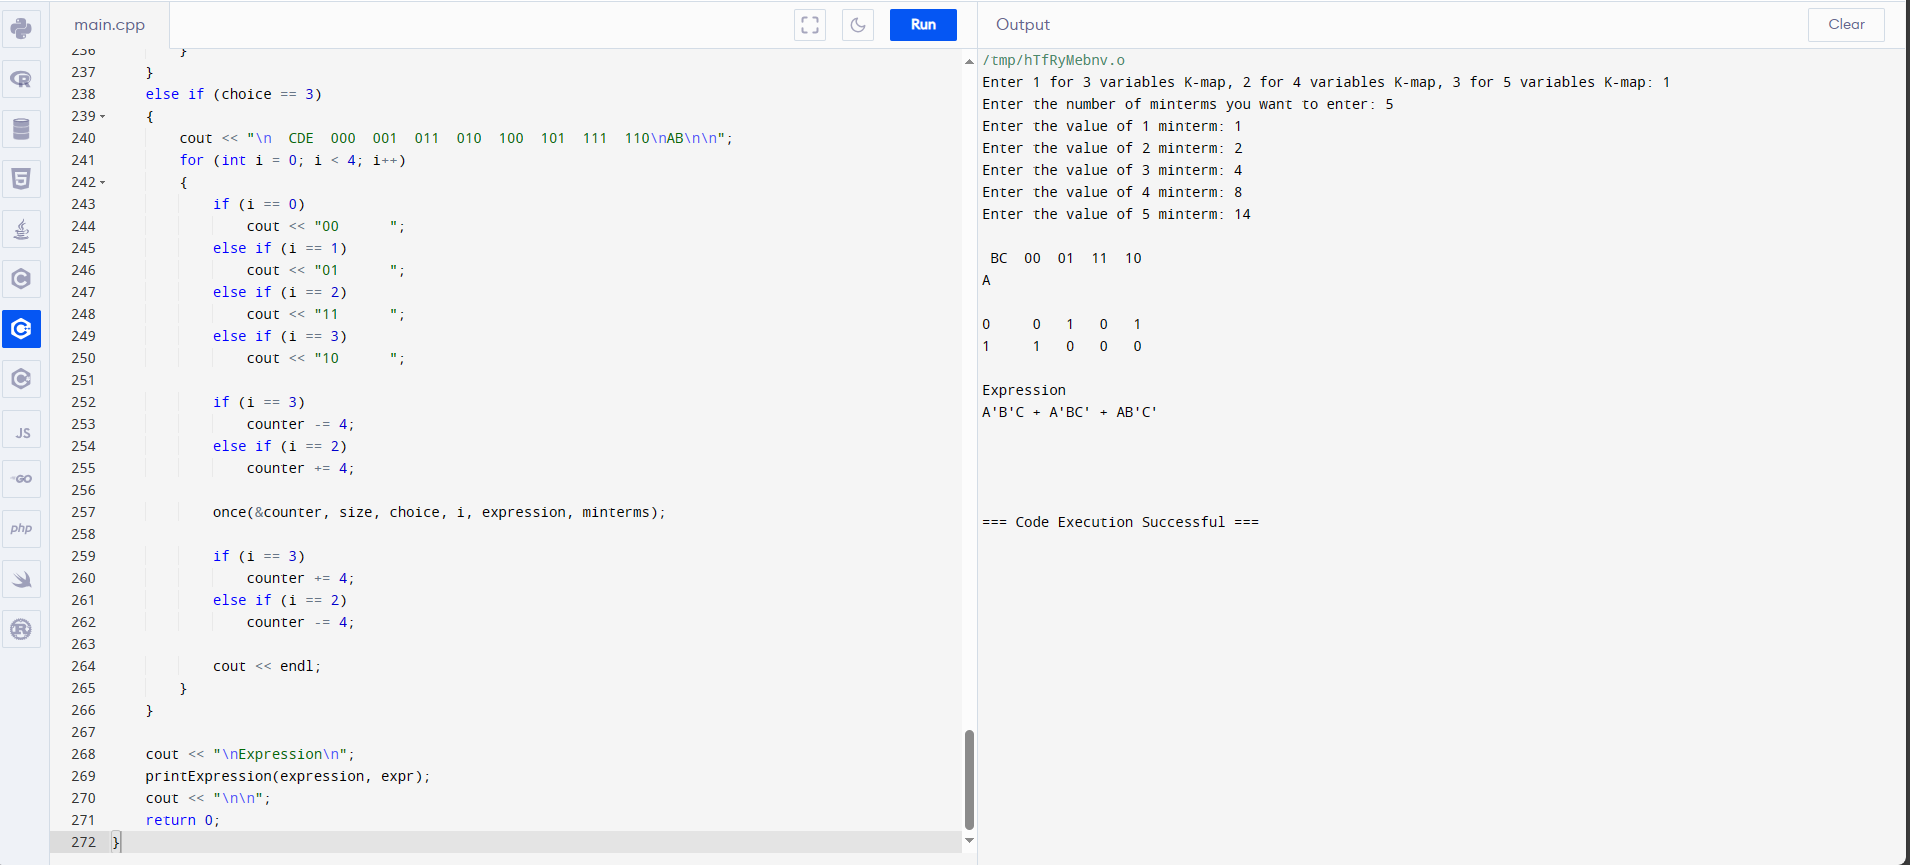 main.cpp
Run
236 }
237 }
238 else if (choice == 3)
239 {
240 cout << "\n  CDE  000  001  011  010  100  101  111  110\nAB\n\n";
241 for (int i = 0; i < 4; i++)
242 {
243 if (i == 0)
244 cout << "00      ";
245 else if (i == 1)
246 cout << "01      ";
247 else if (i == 2)
248 cout << "11      ";
249 else if (i == 3)
250 cout << "10      ";
251
252 if (i == 3)
253 counter -= 4;
254 else if (i == 2)
255 counter += 4;
256
257 once(&counter, size, choice, i, expression, minterms);
258
259 if (i == 3)
260 counter += 4;
261 else if (i == 2)
262 counter -= 4;
263
264 cout << endl;
265 }
266 }
267
268 cout << "\nExpression\n";
269 printExpression(expression, expr);
270 cout << "\n\n";
271 return 0;
272 }
JS
GO
php
Output
Clear
/tmp/hTfRyMebnv.o
Enter 1 for 3 variables K-map, 2 for 4 variables K-map, 3 for 5 variables K-map: 1
Enter the number of minterms you want to enter: 5
Enter the value of 1 minterm: 1
Enter the value of 2 minterm: 2
Enter the value of 3 minterm: 4
Enter the value of 4 minterm: 8
Enter the value of 5 minterm: 14
BC  00  01  11  10
A
0     0   1   0   1
1     1   0   0   0
Expression
A'B'C + A'BC' + AB'C'
=== Code Execution Successful ===